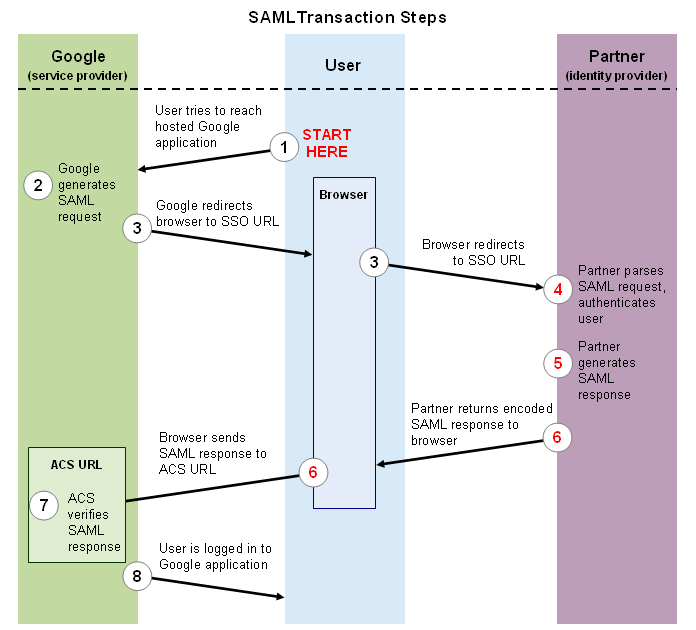 SAML Transaction Steps
Google
(service provider)
User
Partner
(identity provider)
User tries to reach
hosted Google
application
1
START
HERE
2
Google
generates
SAML
request
Browser
3
Google redirects
browser to SSO URL
3
Browser redirects
to SSO URL
4
Partner parses
SAML request,
authenticates
user
5
Partner
generates
SAML
response
Partner returns encoded
SAML response to
browser
6
Browser sends
SAML response to
ACS URL
6
ACS URL
7
ACS
verifies
SAML
response
8
User is logged in to
Google application